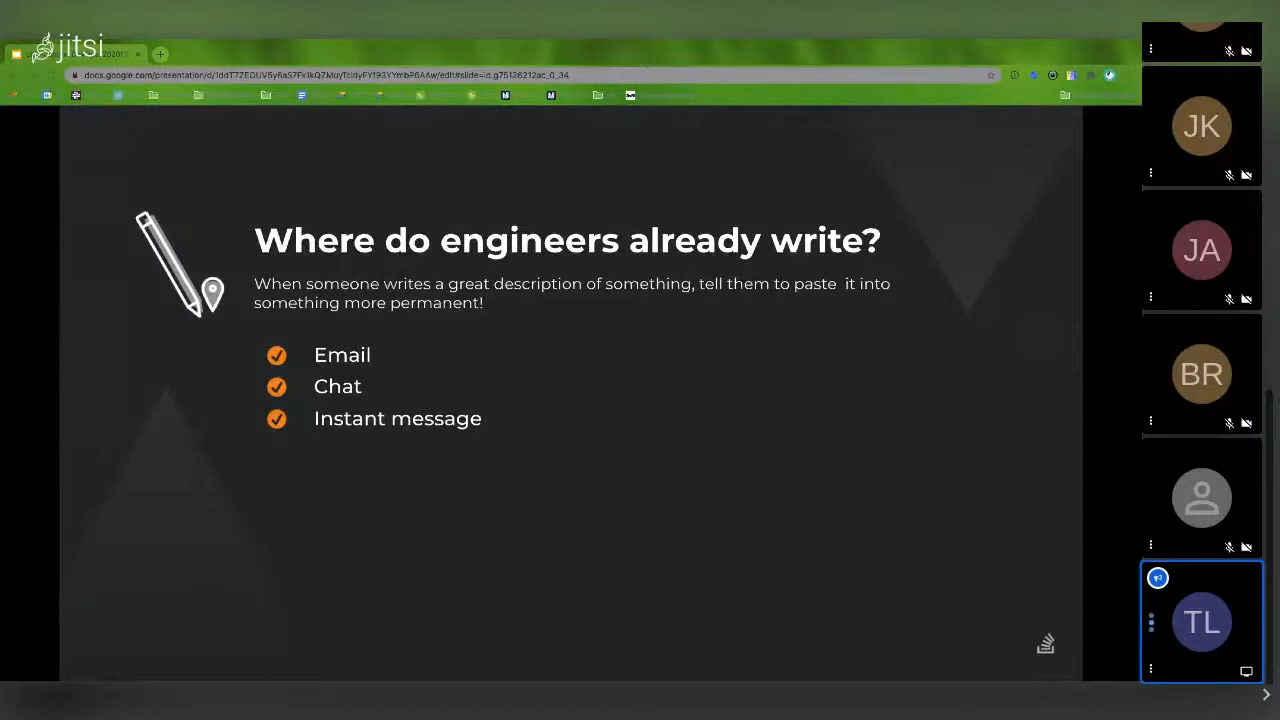 jitsi
Where do engineers already write?
When someone writes a great description of something, tell them to paste it into
something more permanent!
Email
Chat
Instant message
JK
JA
BR
TL